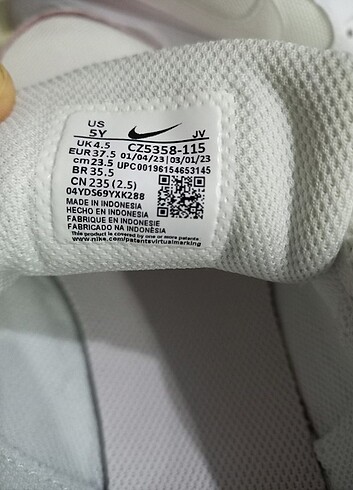 US
5Y JV
UK 4.5 CZ5358-115
EUR 37.5 01/04/23 | 03/01/23
cm 23.5 UPC00196154653145
BR 35.5
CN 235 (2.5)
04YDS69YXK288
MADE IN INDONESIA
HECHO EN INDONESIA
FABRIQUE EN INDONESIE
FABRICADO NA INDONÉSIA
This product is covered by one or more patents.
www.nike.com/patentsvirtualmarking